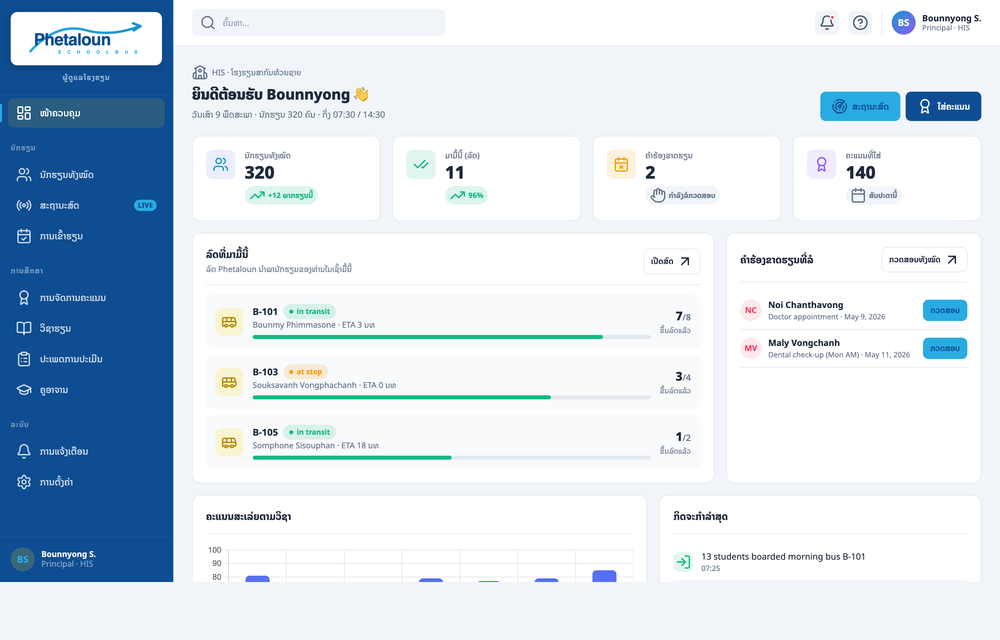 Phetaloun
SCHOOLBUS
ຜູ້ດູແລໂຮງຮຽນ
ໜ້າຄວບຄຸມ
ນັກຮຽນ
ນັກຮຽນທັງໝົດ
ສະຖານະສົດ
LIVE
ການເຂົ້າຮຽນ
ການສຶກສາ
ການຈັດການຄະແນນ
ວິຊາຮຽນ
ປະເພດການປະເມີນ
ຄູອາຈານ
ລະບົບ
ການແຈ້ງເຕືອນ
ການຕັ້ງຄ່າ
BS
Bounnyong S.
Principal · HIS
ຄົ້ນຫາ...
BS
Bounnyong S.
Principal · HIS
HIS · ໂຮງຮຽນສາກົນຫ້ວຍຊາຍ
ຍິນດີຕ້ອນຮັບ Bounnyong 👋
ວັນເສົາ 9 ພຶດສະພາ · ນັກຮຽນ 320 ຄົນ · ກິ່ງ 07:30 / 14:30
ສະຖານະສົດ
ໃສ່ຄະແນນ
ນັກຮຽນທັງໝົດ
320
+12 ພາກຮຽນນີ້
ມາມື້ນີ້ (ລົດ)
11
96%
ຄຳຮ້ອງຂາດຮຽນ
2
ກຳລັງລໍກວດສອບ
ຄະແນນທີ່ໃສ່
140
ສັບປະດານີ້
ລົດທີ່ມາມື້ນີ້
ລົດ Phetaloun ນຳພານັກຮຽນຂອງທ່ານໃນເຊົ້າມື້ນີ້
ເປີດສົດ
B-101
in transit
Bounmy Phimmasone · ETA 3 ນທ
7/8
ຂຶ້ນລົດແລ້ວ
B-103
at stop
Souksavanh Vongphachanh · ETA 0 ນທ
3/4
ຂຶ້ນລົດແລ້ວ
B-105
in transit
Somphone Sisouphan · ETA 18 ນທ
1/2
ຂຶ້ນລົດແລ້ວ
ຄຳຮ້ອງຂາດຮຽນທີ່ລໍ
ກວດສອບທັງໝົດ
NC
Noi Chanthavong
Doctor appointment · May 9, 2026
ກວດສອບ
MV
Maly Vongchanh
Dental check-up (Mon AM) · May 11, 2026
ກວດສອບ
ຄະແນນສະເລ່ຍຕາມວິຊາ
100
90
80
ກິດຈະກຳລ່າສຸດ
13 students boarded morning bus B-101
07:25